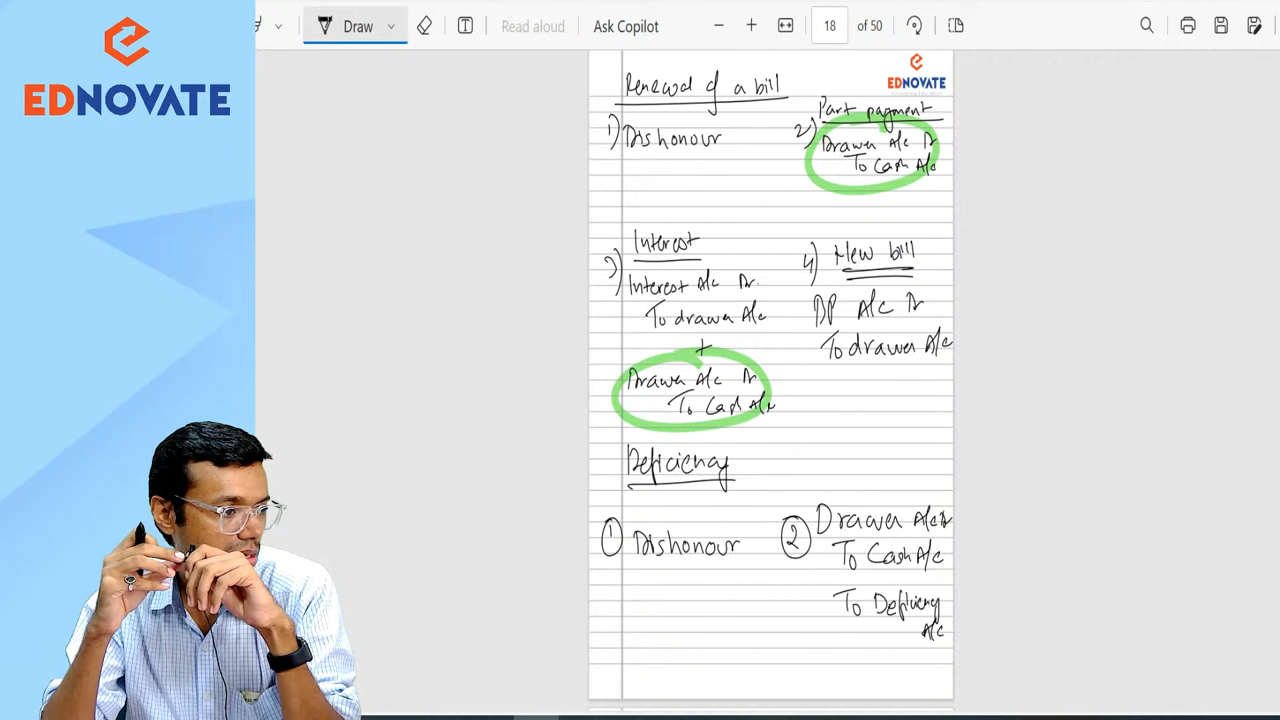 Draw
Read aloud
Ask Copilot
18
of 50
EDNOVATE
EDNOVATE
Renewal of a bill
1) Dishonour
Part payment
2) Drawer A/c Dr
To Cash A/c
Interest
3) Interest A/c Dr.
To drawer A/c
+
Drawer A/c Dr
To Cash A/c
4) New bill
BP A/c Dr
To drawer A/c
Deficiency
1 Dishonour
2 Drawer A/c Dr
To Cash A/c
To Deficiency
A/c